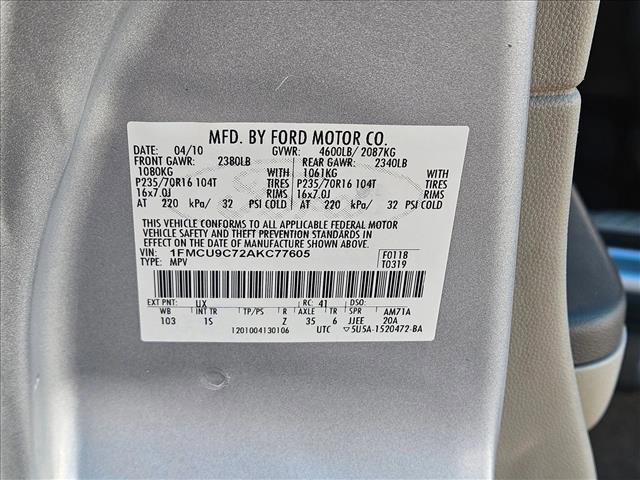 MFD. BY FORD MOTOR CO.
DATE: 04/10 GVWR: 4600LB/ 2087KG
FRONT GAWR: 2380LB REAR GAWR: 2340LB
1080KG WITH 1061KG WITH
P235/70R16 104T TIRES P235/70R16 104T TIRES
16x7.0J RIMS 16x7.0J RIMS
AT 220 kPa/ 32 PSI COLD AT 220 kPa/ 32 PSI COLD
THIS VEHICLE CONFORMS TO ALL APPLICABLE FEDERAL MOTOR
VEHICLE SAFETY AND THEFT PREVENTION STANDARDS IN
EFFECT ON THE DATE OF MANUFACTURE SHOWN ABOVE.
VIN: 1FMCU9C72AKC77605 F0118
TYPE: MPV T0319
EXT PNT: UX RC: 41 DSO:
WB INT TR TP/PS R AXLE TR SPR AM71A
103 1S Z 35 6 JJEE 20A
1201004130106 UTC 5U5A-1520472-BA